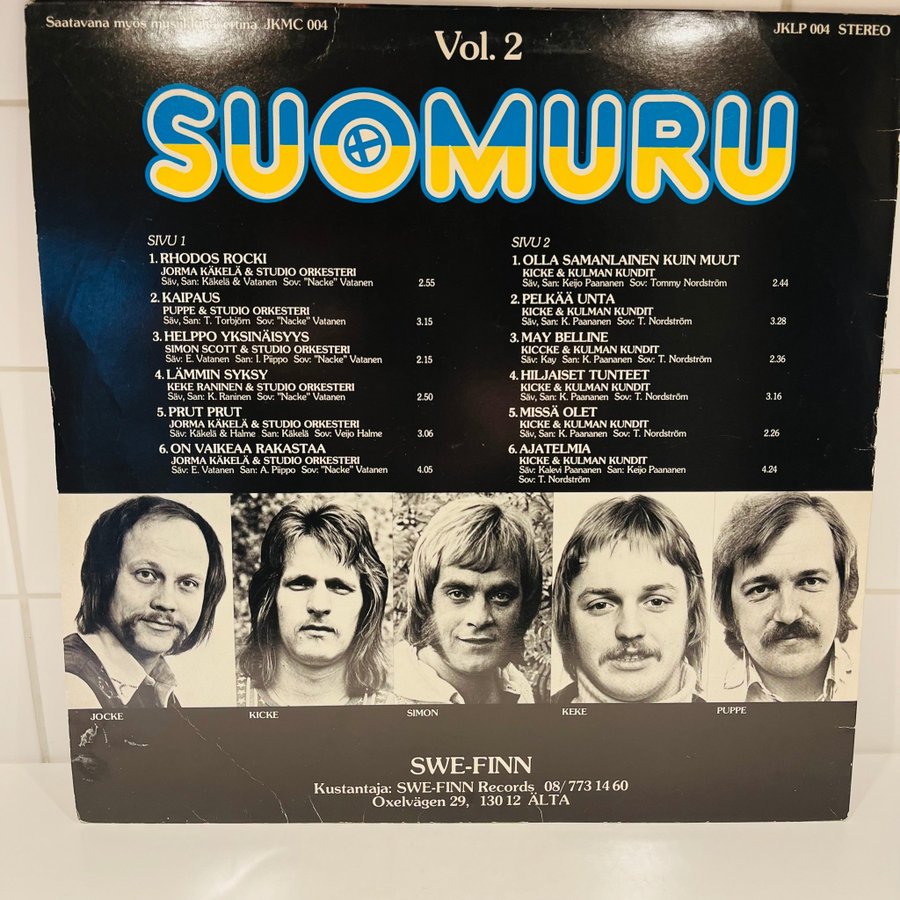 Saatavana myös musiikkikasettina JKMC 004
JKLP 004 STEREO
Vol. 2
SUOMURU
SIVU 1
1. RHODOS ROCKI
JORMA KÄKELÄ & STUDIO ORKESTERI
Säv, San: Käkelä & Vatanen Sov: "Nacke" Vatanen 2.55
2. KAIPAUS
PUPPE & STUDIO ORKESTERI
Säv, San: T. Torbjörn Sov: "Nacke" Vatanen 3.15
3. HELPPO YKSINÄISYYS
SIMON SCOTT & STUDIO ORKESTERI
Säv: E. Vatanen San: I. Piippo Sov: "Nacke" Vatanen 2.15
4. LÄMMIN SYKSY
KEKE RANINEN & STUDIO ORKESTERI
Säv, San: K. Raninen Sov: "Nacke" Vatanen 2.50
5. PRUT PRUT
JORMA KÄKELÄ & STUDIO ORKESTERI
Säv: Käkelä & Halme San: Käkelä Sov: Veijo Halme 3.06
6. ON VAIKEAA RAKASTAA
JORMA KÄKELÄ & STUDIO ORKESTERI
Säv: E. Vatanen San: A. Piippo Sov: "Nacke" Vatanen 4.05
SIVU 2
1. OLLA SAMANLAINEN KUIN MUUT
KICKE & KULMAN KUNDIT
Säv, San: Keijo Paananen Sov: Tommy Nordström 2.44
2. PELKÄÄ UNTA
KICKE & KULMAN KUNDIT
Säv, San: K. Paananen Sov: T. Nordström 3.28
3. MAY BELLINE
KICCKE & KULMAN KUNDIT
Säv: Kay San: K. Paananen Sov: T. Nordström 2.36
4. HILJAISET TUNTEET
KICKE & KULMAN KUNDIT
Säv, San: K. Paananen Sov: T. Nordström 3.16
5. MISSÄ OLET
KICKE & KULMAN KUNDIT
Säv, San: K. Paananen Sov: T. Nordström 2.26
6. AJATELMIA
KICKE & KULMAN KUNDIT
Säv: Kalevi Paananen San: Keijo Paananen 4.24
Sov: T. Nordström
JOCKE
KICKE
SIMON
KEKE
PUPPE
SWE-FINN
Kustantaja: SWE-FINN Records 08/773 14 60
Oxelvägen 29, 130 12 ÄLTA